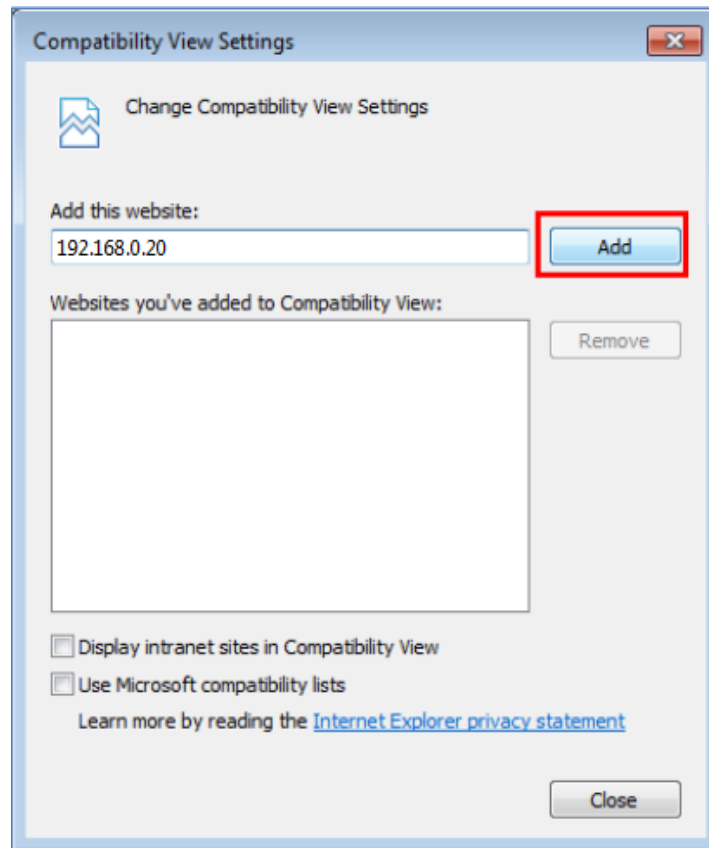 Compatibility View Settings
Change Compatibility View Settings
Add this website:
192.168.0.20
Add
Websites you've added to Compatibility View:
Remove
Display intranet sites in Compatibility View
Use Microsoft compatibility lists
Learn more by reading the Internet Explorer privacy statement
Close